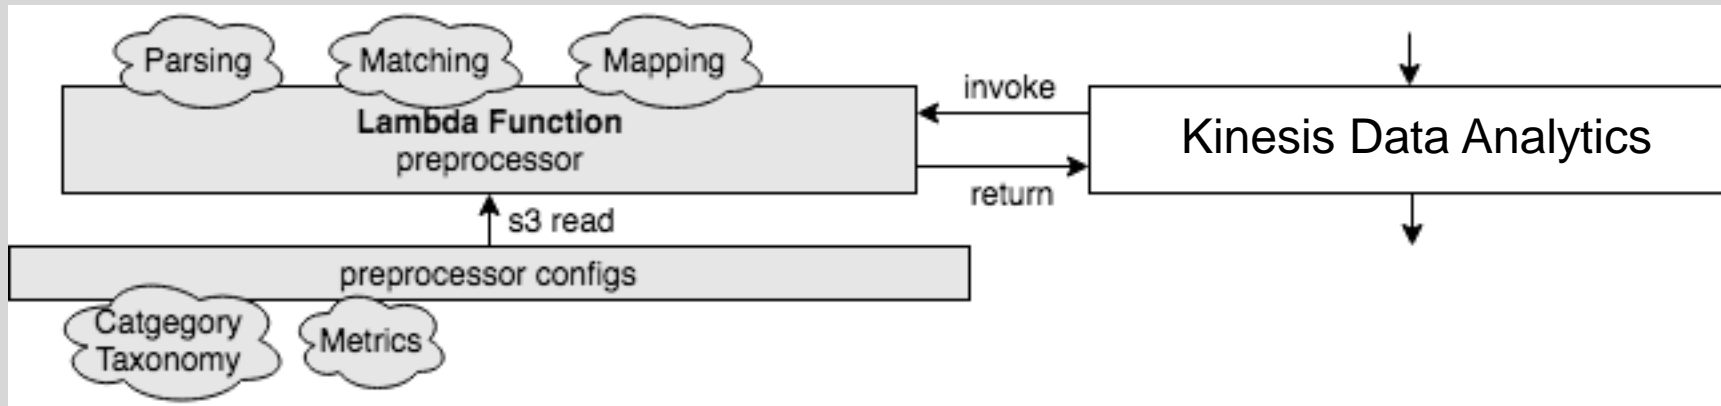 Parsing
Matching
Mapping
Lambda Function
preprocessor
invoke
return
Kinesis Data Analytics
s3 read
preprocessor configs
Catgegory
Taxonomy
Metrics